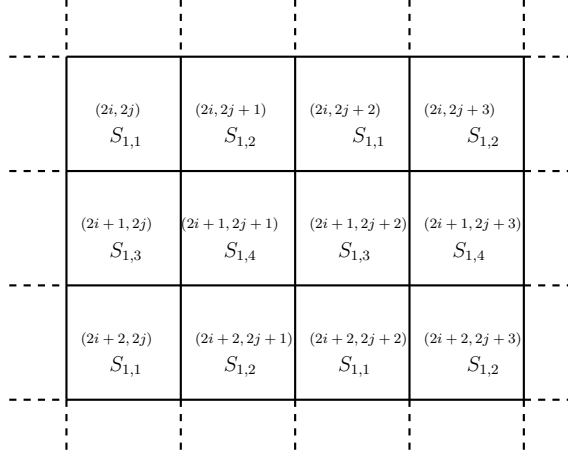 (2i, 2j) (2i, 2j + 1) (2i, 2j + 2) (2i, 2j + 3)
S_{1,1} S_{1,2} S_{1,1} S_{1,2}
(2i + 1, 2j) (2i + 1, 2j + 1) (2i + 1, 2j + 2) (2i + 1, 2j + 3)
S_{1,3} S_{1,4} S_{1,3} S_{1,4}
(2i + 2, 2j) (2i + 2, 2j + 1) (2i + 2, 2j + 2) (2i + 2, 2j + 3)
S_{1,1} S_{1,2} S_{1,1} S_{1,2}